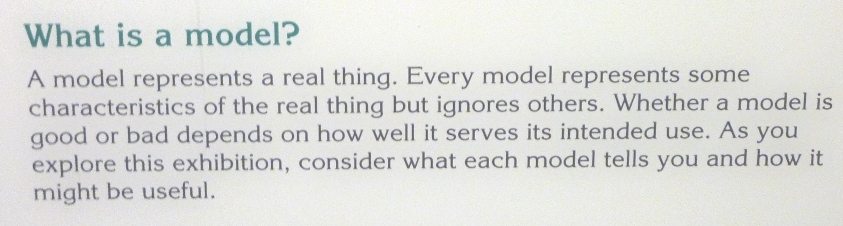 What is a model?
A model represents a real thing. Every model represents some
characteristics of the real thing but ignores others. Whether a model is
good or bad depends on how well it serves its intended use. As you
explore this exhibition, consider what each model tells you and how it
might be useful.